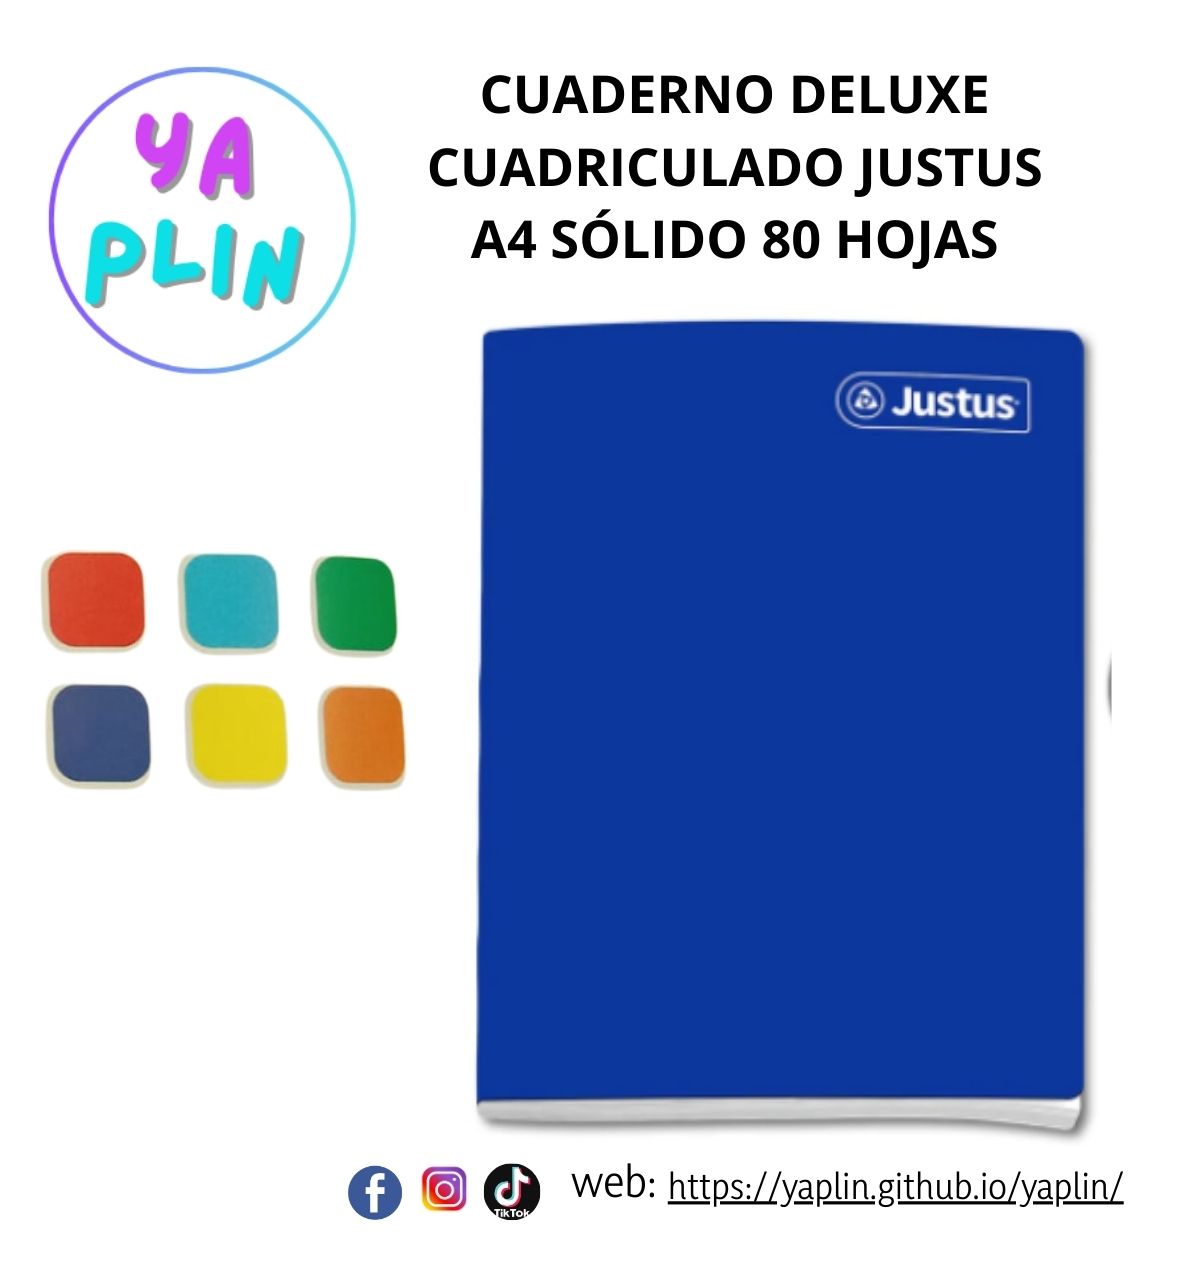 YA
PLIN
CUADERNO DELUXE
CUADRICULADO JUSTUS
A4 SÓLIDO 80 HOJAS
Justus
TikTok
web: https://yaplin.github.io/yaplin/